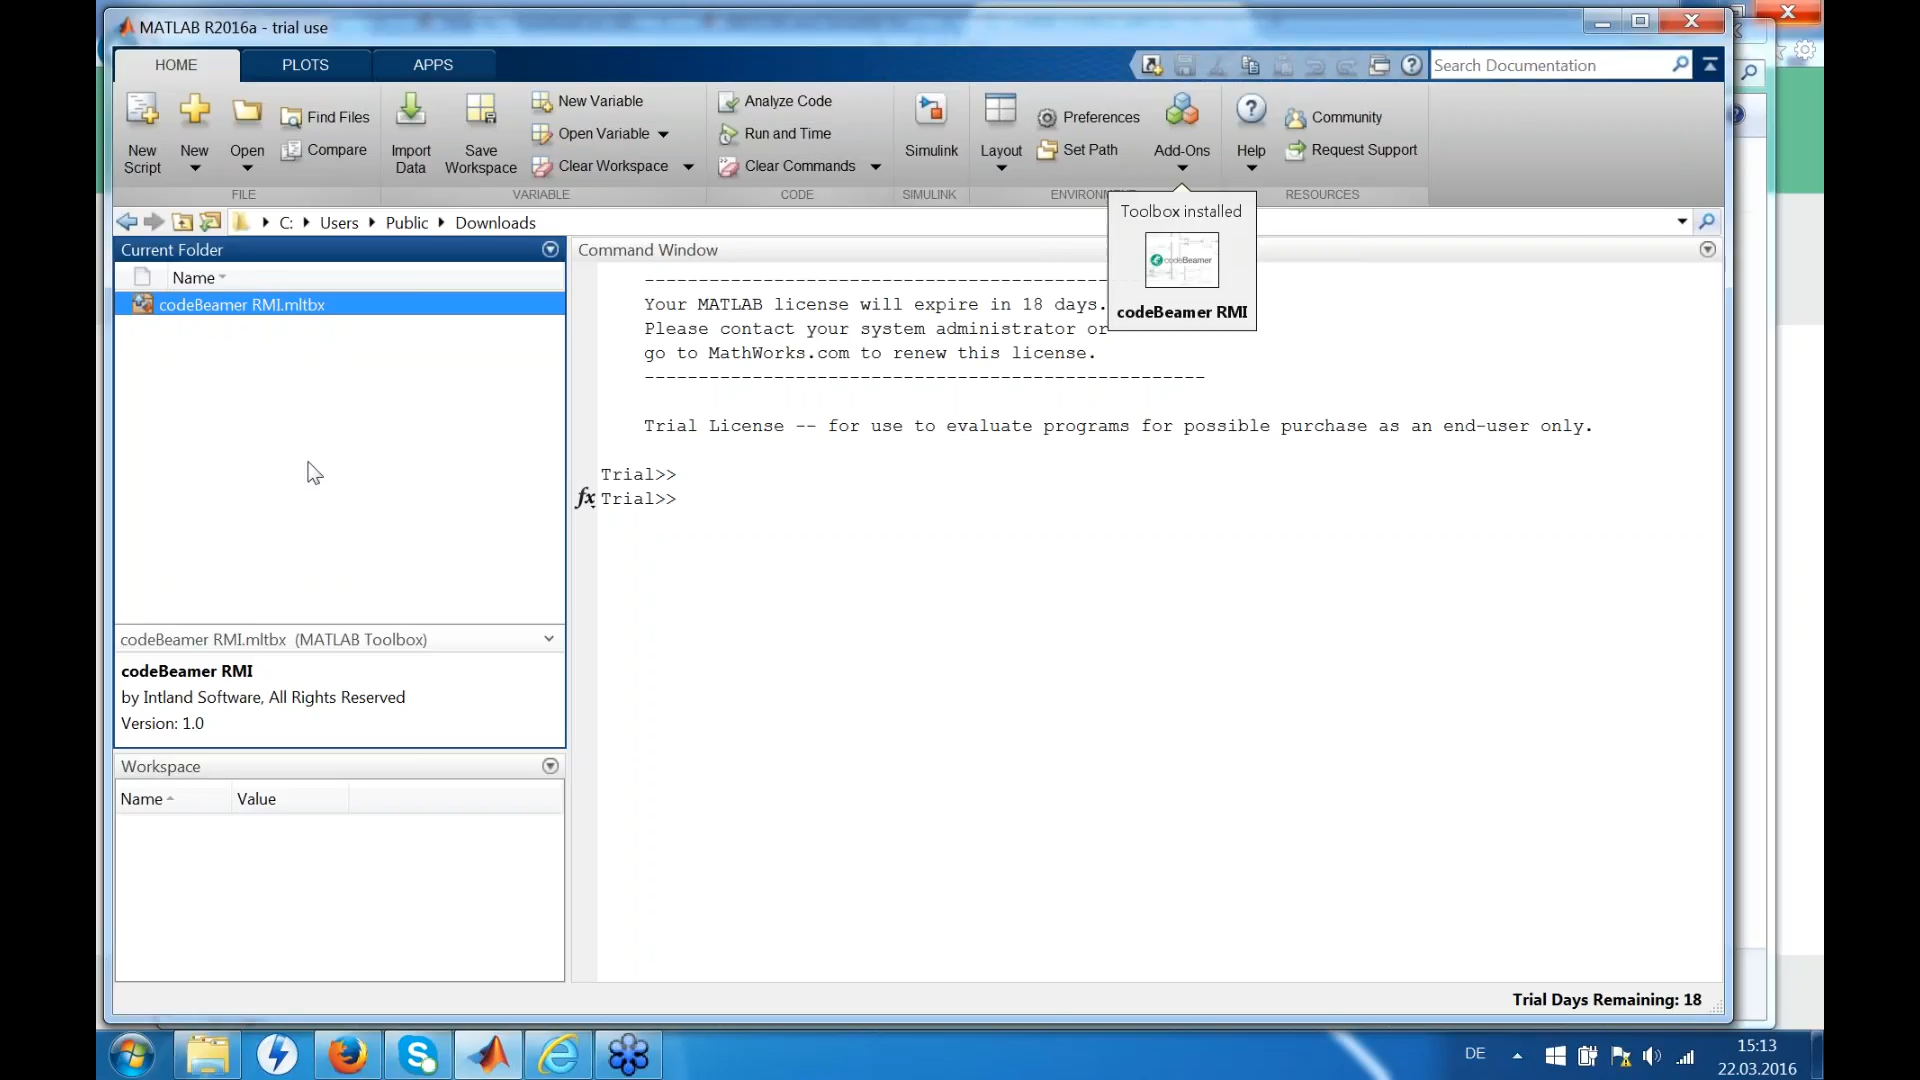 MATLAB R2016a - trial use
HOME PLOTS APPS
Search Documentation
New Script
New
Open
Find Files
Compare
FILE
Import Data
Save Workspace
New Variable
Open Variable
Clear Workspace
VARIABLE
Analyze Code
Run and Time
Clear Commands
CODE
Simulink
SIMULINK
Layout
Preferences
Set Path
Add-Ons
Help
Community
Request Support
RESOURCES
C: Users Public Downloads
Toolbox installed
codeBeamer
codeBeamer RMI
Current Folder
Name
codeBeamer RMI.mltbx
codeBeamer RMI.mltbx (MATLAB Toolbox)
codeBeamer RMI
by Intland Software, All Rights Reserved
Version: 1.0
Workspace
Name Value
Command Window
----------------------------------------------------
Your MATLAB license will expire in 18 days.
Please contact your system administrator or
go to MathWorks.com to renew this license.
----------------------------------------------------
Trial License -- for use to evaluate programs for possible purchase as an end-user only.
Trial>>
fx Trial>>
Trial Days Remaining: 18
DE
15:13
22.03.2016